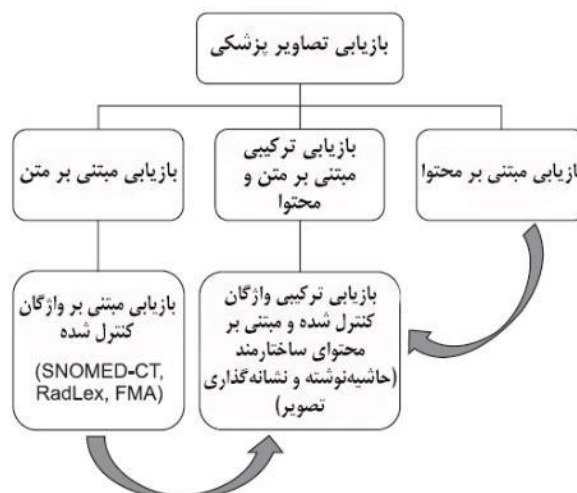 بازیابی تصاویر پزشکی
بازیابی مبتنی بر محتوا
بازیابی ترکیبی
مبتنی بر متن و
محتوا
بازیابی مبتنی بر متن
بازیابی ترکیبی واژگان
کنترل شده و مبتنی بر
محتوای ساختارمند
(حاشیه‌نوشته و نشانه‌گذاری
تصویر)
بازیابی مبتنی بر واژگان
کنترل شده
(SNOMED-CT,
RadLex, FMA)